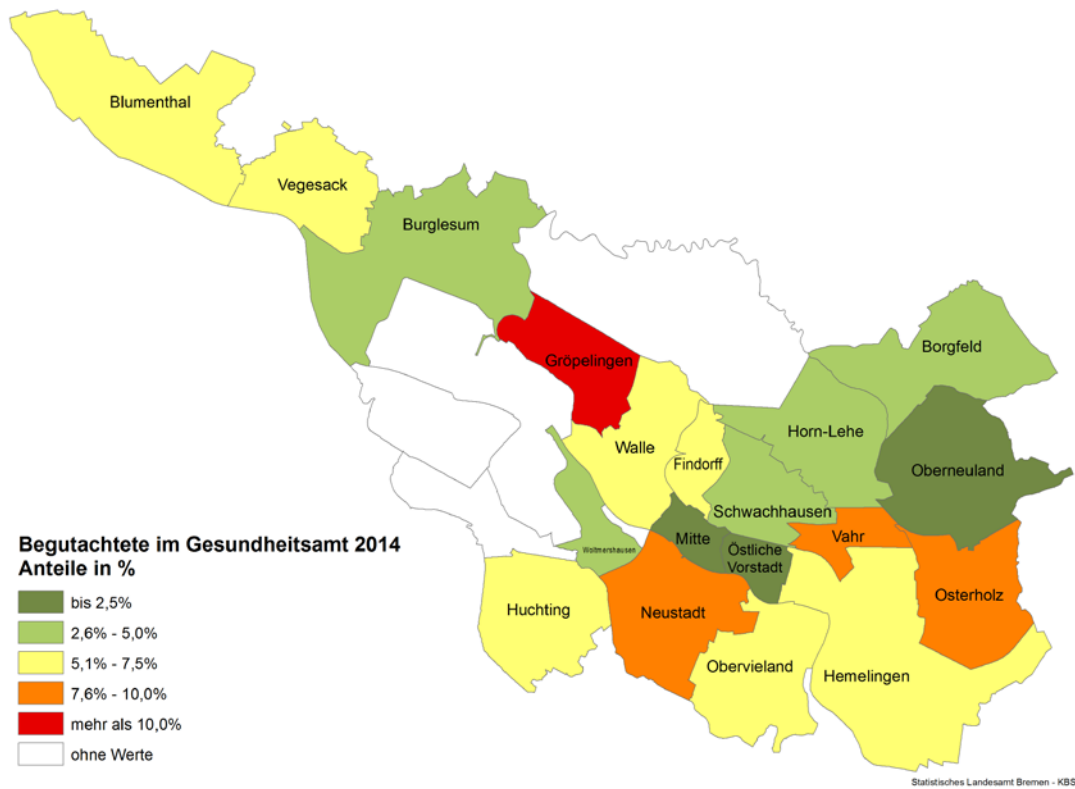 Blumenthal
Vegesack
Burglesum
Gröpelingen
Borgfeld
Horn-Lehe
Walle
Findorff
Oberneuland
Schwachhausen
Mitte
Östliche
Vorstadt
Vahr
Woltmershausen
Osterholz
Huchting
Neustadt
Obervieland
Hemelingen
Begutachtete im Gesundheitsamt 2014
Anteile in %
bis 2,5%
2,6% - 5,0%
5,1% - 7,5%
7,6% - 10,0%
mehr als 10,0%
ohne Werte
Statistisches Landesamt Bremen - KBS